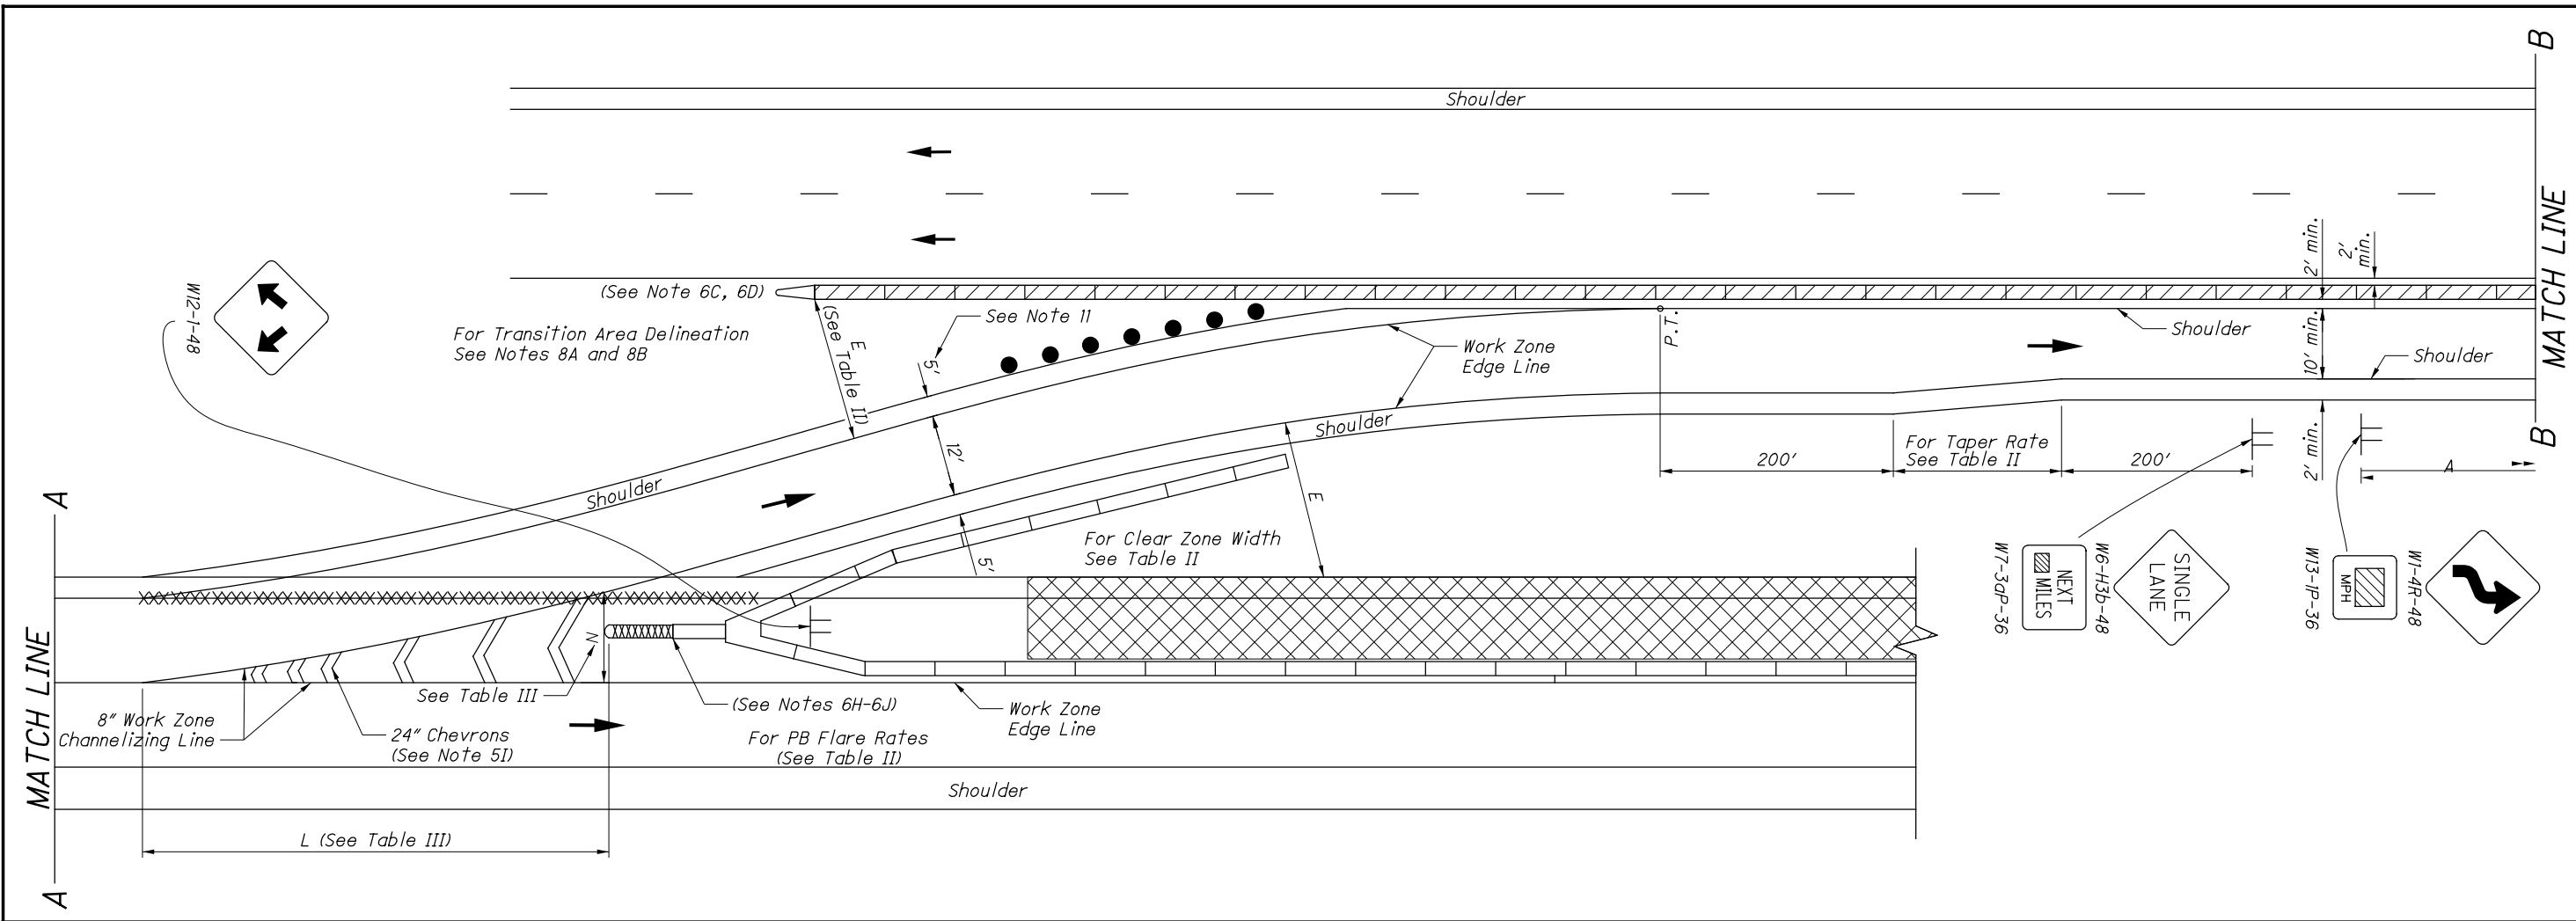 B
MATCH LINE
B
Shoulder
2' min.
2'
min.
10' min.
2' min.
(See Note 6C, 6D)
For Transition Area Delineation
See Notes 8A and 8B
E
(See Table II)
See Note 11
5'
12'
5'
Work Zone
Edge Line
P.T.
Shoulder
Shoulder
Shoulder
Shoulder
E
For Clear Zone Width
See Table II
200'
For Taper Rate
See Table II
200'
A
W12-1-48
SINGLE
LANE
W6-H3b-48
NEXT
MILES
W7-3aP-36
W1-4R-48
MPH
W13-1P-36
A
MATCH LINE
A
N
See Table III
8" Work Zone
Channelizing Line
24" Chevrons
(See Note 5I)
(See Notes 6H-6J)
For PB Flare Rates
(See Table II)
Work Zone
Edge Line
Shoulder
L (See Table III)